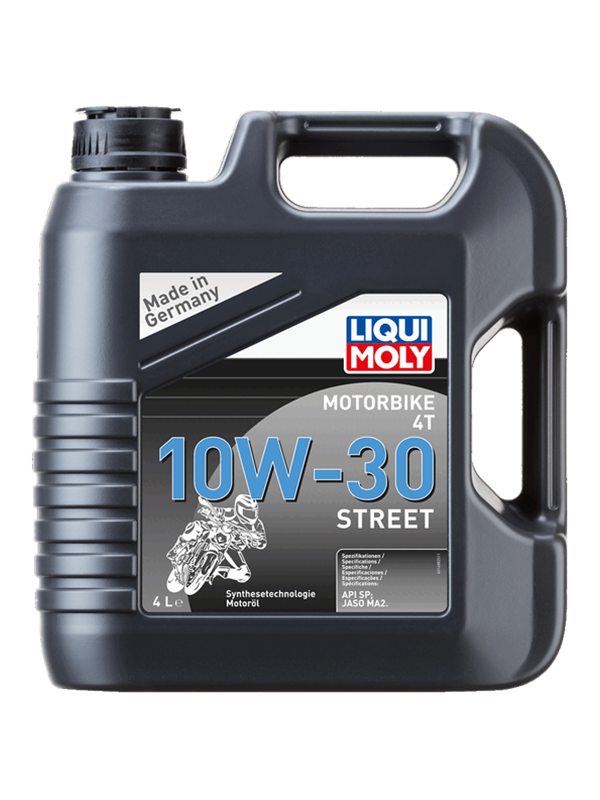 Made in
Germany
LIQUI
MOLY
MOTORBIKE
4T
10W-30
STREET
Synthesetechnologie
Motoröl
4 L e
Spezifikationen /
Specifications /
Specifiche /
Especificaciones /
Especificações /
Spécifications:
API SP;
JASO MA2.